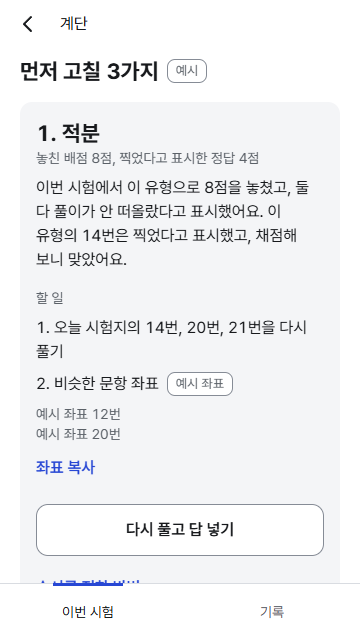 계단
먼저 고칠 3가지 예시
1. 적분
놓친 배점 8점, 찍었다고 표시한 정답 4점
이번 시험에서 이 유형으로 8점을 놓쳤고, 둘
다 풀이가 안 떠올랐다고 표시했어요. 이
유형의 14번은 찍었다고 표시했고, 채점해
보니 맞았어요.
할 일
1. 오늘 시험지의 14번, 20번, 21번을 다시
풀기
2. 비슷한 문항 좌표 예시 좌표
예시 좌표 12번
예시 좌표 20번
좌표 복사
다시 풀고 답 넣기
이번 시험 기록